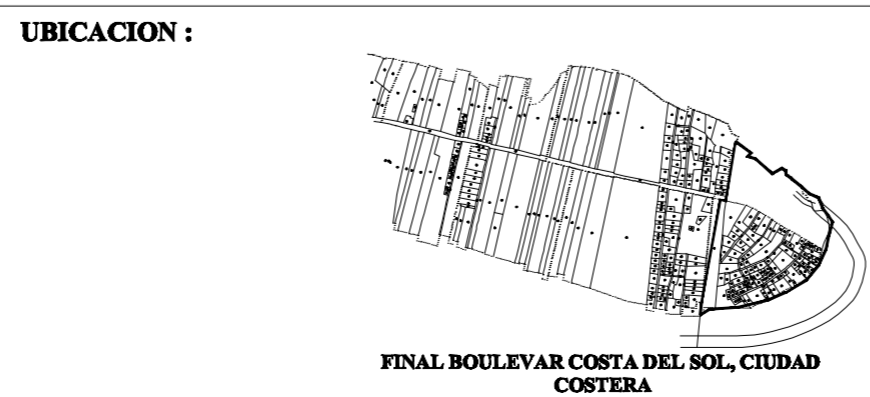 UBICACION :
FINAL BOULEVAR COSTA DEL SOL, CIUDAD
COSTERA